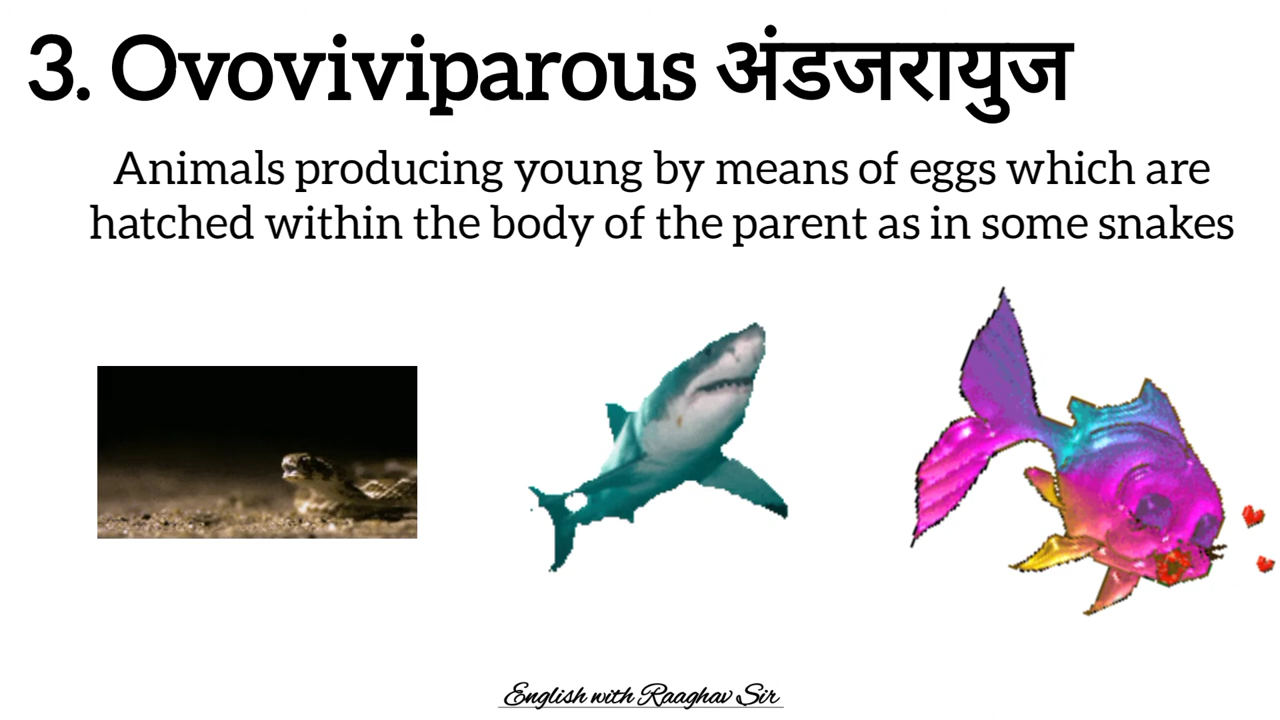 3. Ovoviviparous अंडजरायुज
Animals producing young by means of eggs which are
hatched within the body of the parent as in some snakes
English with Raaghav Sir